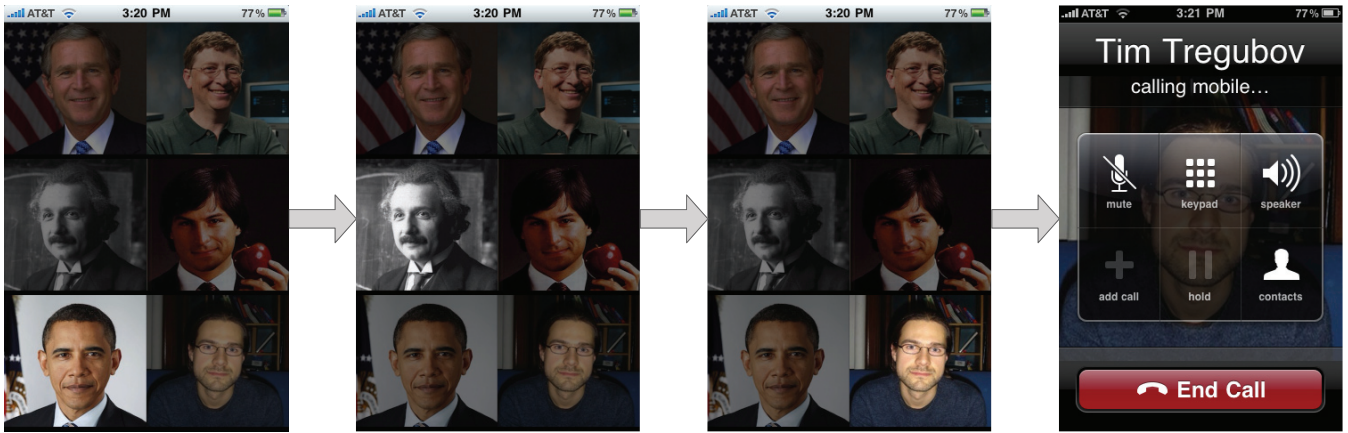 AT&T 3:20 PM 77%
AT&T 3:20 PM 77%
AT&T 3:20 PM 77%
AT&T 3:21 PM 77%
Tim Tregubov
calling mobile...
mute keypad speaker
add call hold contacts
End Call